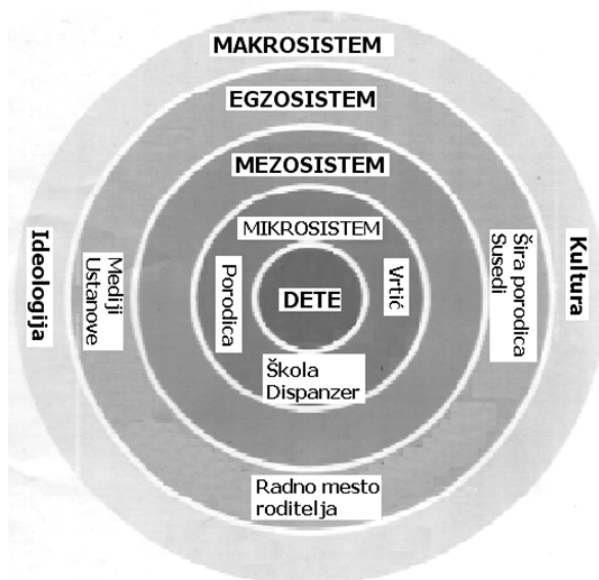 MAKROSISTEM
EGZOSISTEM
MEZOSISTEM
MIKROSISTEM
Ideologija
Mediji
Ustanove
Porodica
DETE
Vrtić
Šira porodica
Susedi
Kultura
Škola
Dispanzer
Radno mesto
roditelja